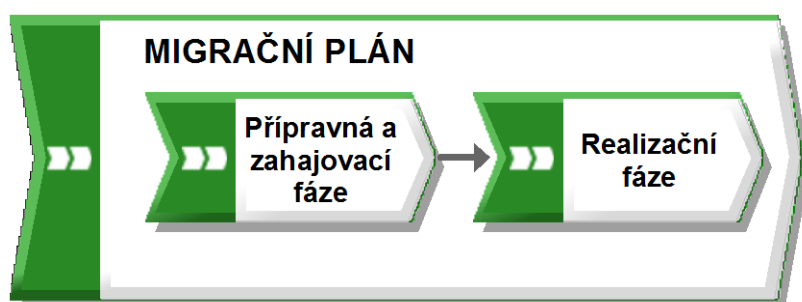 MIGRAČNÍ PLÁN
Přípravná a
zahajovací
fáze
Realizační
fáze